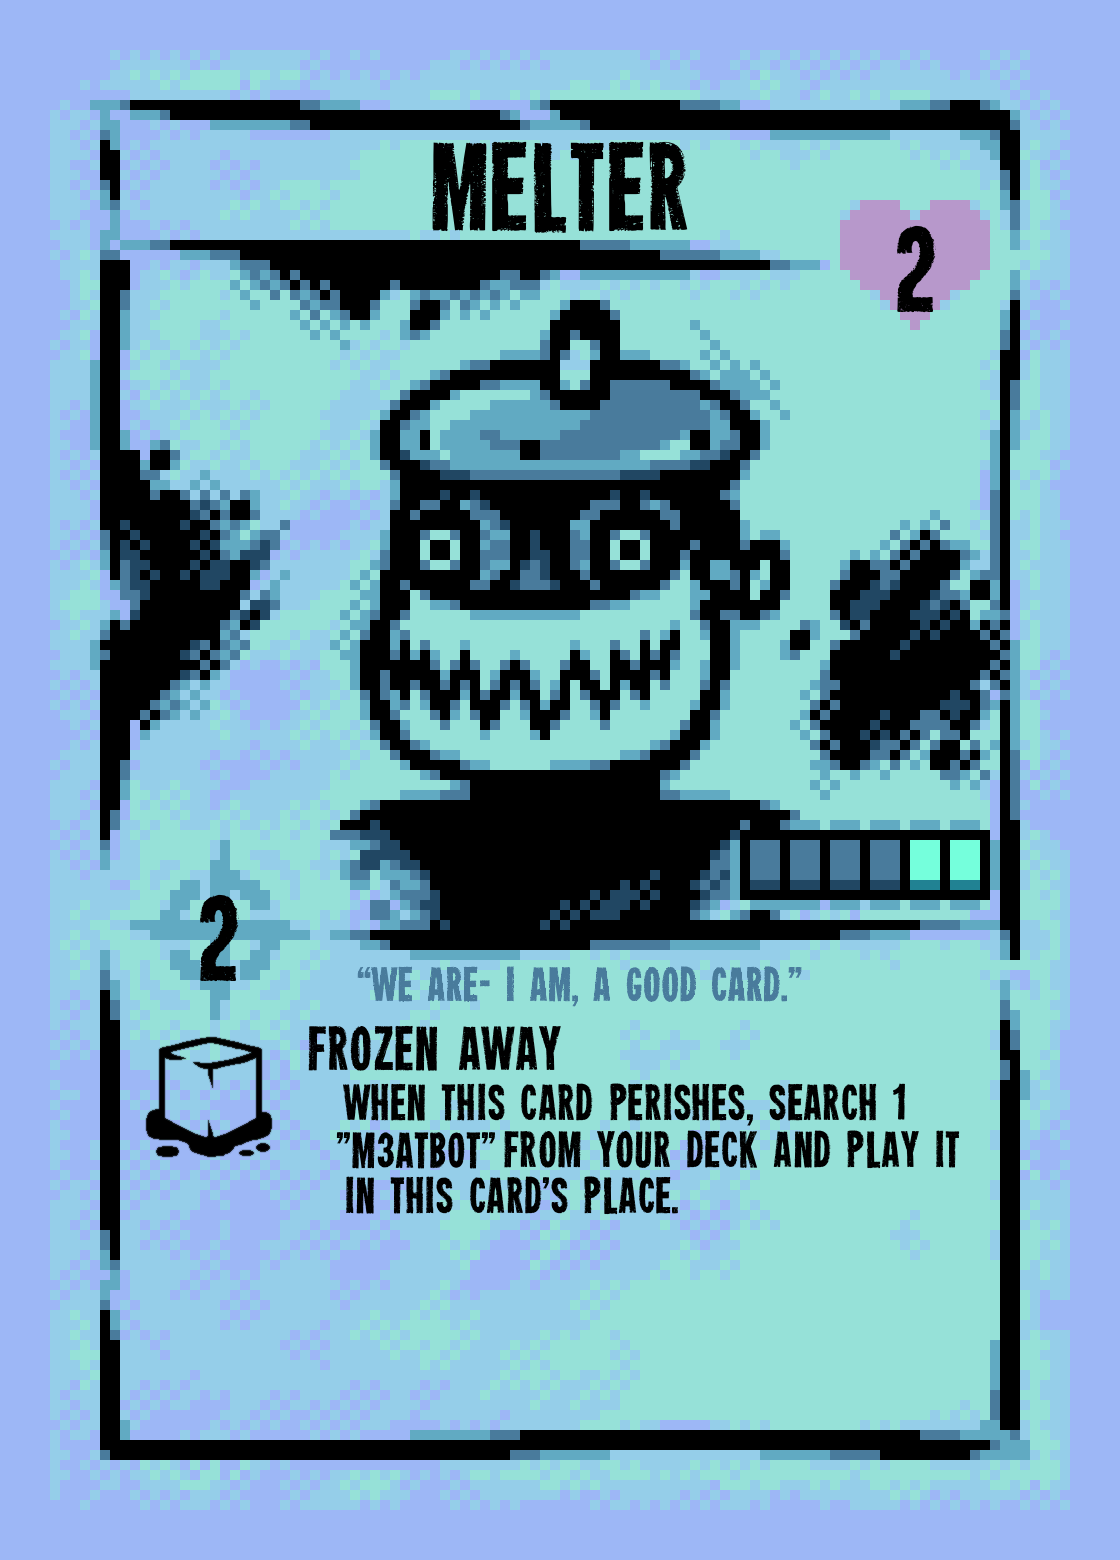 MELTER
2
2
“WE ARE- I AM, A GOOD CARD.”
FROZEN AWAY
WHEN THIS CARD PERISHES, SEARCH 1
”M3ATBOT” FROM YOUR DECK AND PLAY IT
IN THIS CARD’S PLACE.